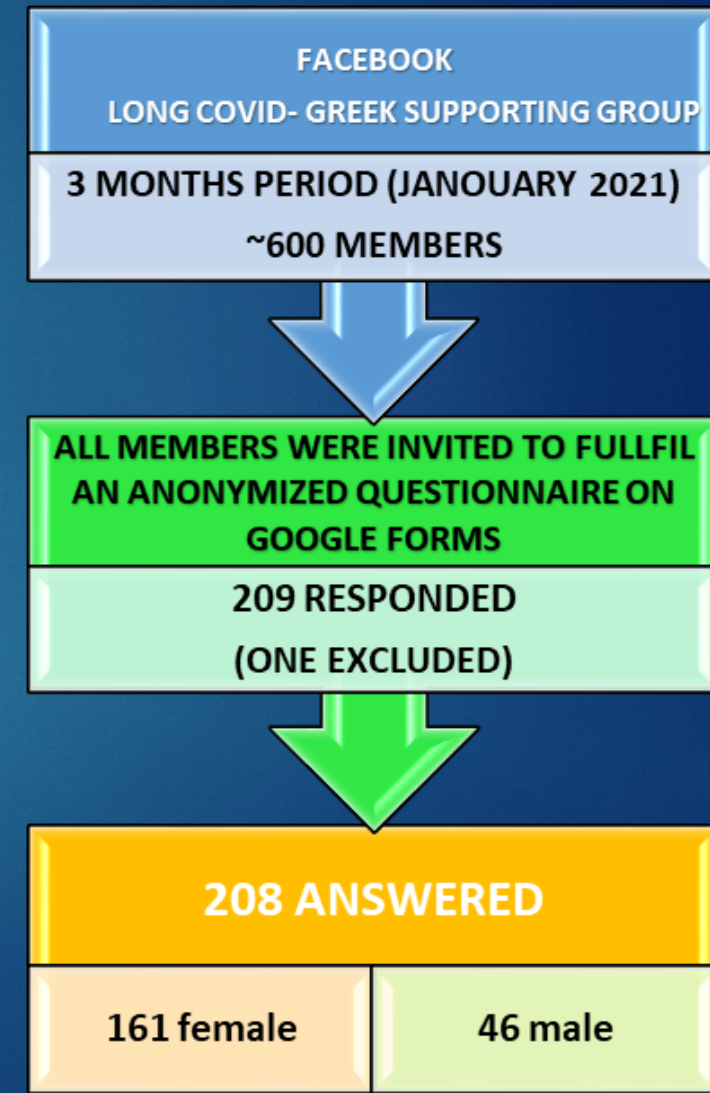 FACEBOOK
LONG COVID- GREEK SUPPORTING GROUP
3 MONTHS PERIOD (JANOUARY 2021)
~600 MEMBERS
ALL MEMBERS WERE INVITED TO FULLFIL
AN ANONYMIZED QUESTIONNAIRE ON
GOOGLE FORMS
209 RESPONDED
(ONE EXCLUDED)
208 ANSWERED
161 female
46 male